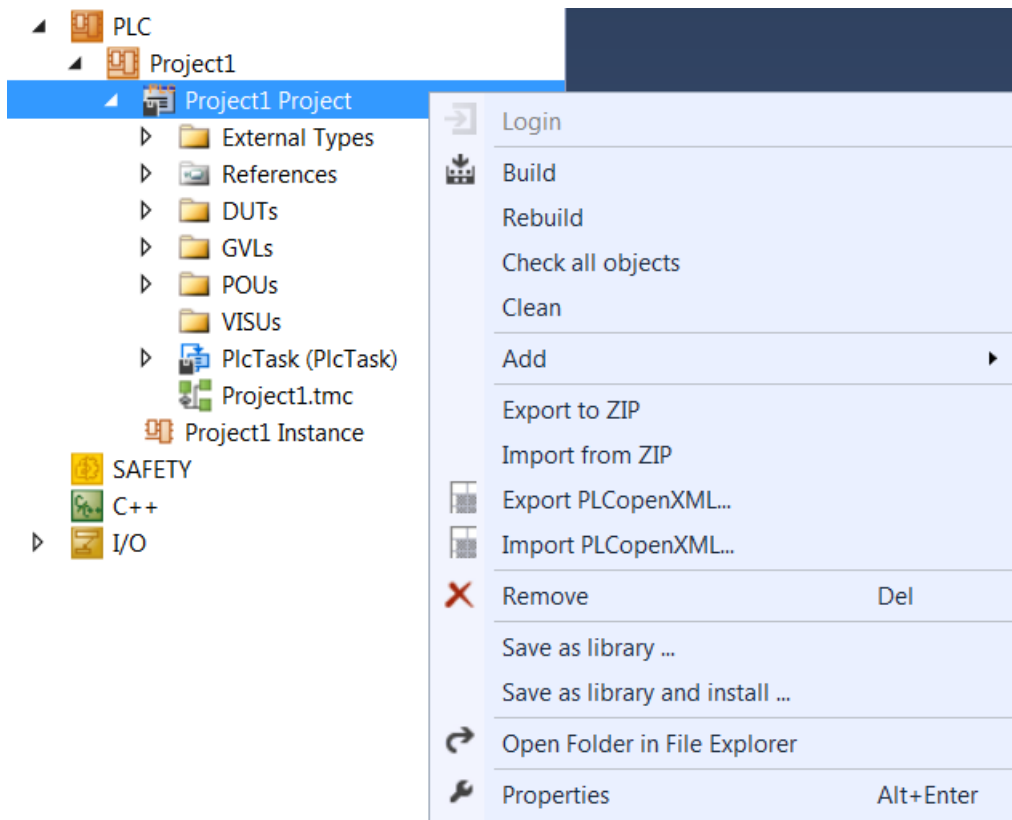 PLC
Project1
Project1 Project
External Types
References
DUTs
GVLs
POUs
VISUs
PlcTask (PlcTask)
Project1.tmc
Project1 Instance
SAFETY
C++
I/O
Login
Build
Rebuild
Check all objects
Clean
Add
Export to ZIP
Import from ZIP
Export PLCopenXML...
Import PLCopenXML...
Remove Del
Save as library ...
Save as library and install ...
Open Folder in File Explorer
Properties Alt+Enter